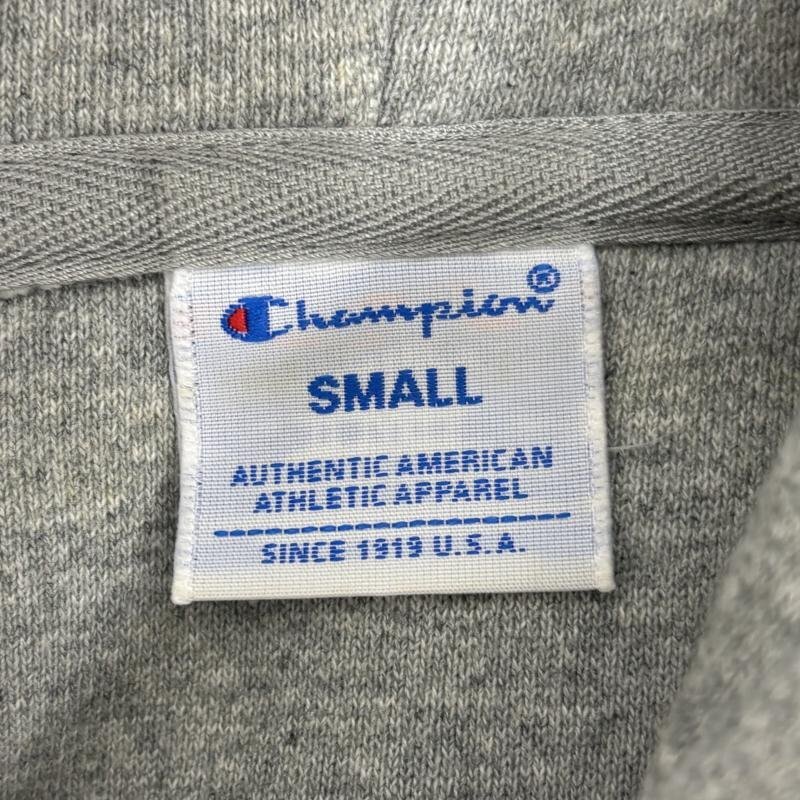 Champion®
SMALL
AUTHENTIC AMERICAN
ATHLETIC APPAREL
SINCE 1919 U.S.A.